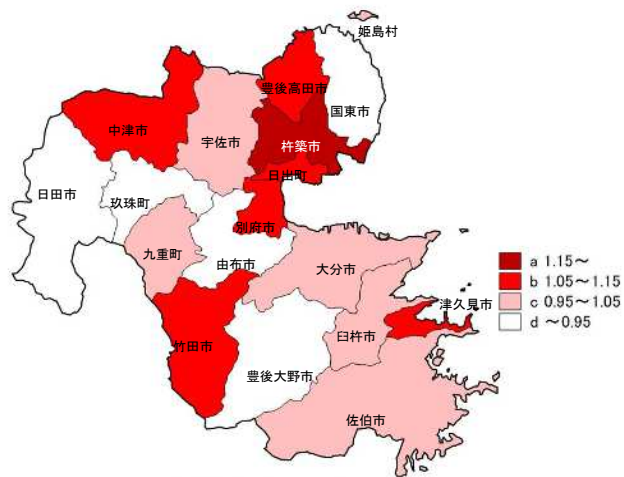 姫島村
豊後高田市
国東市
中津市
宇佐市
杵築市
日出町
日田市
玖珠町
別府市
九重町
由布市
大分市
津久見市
臼杵市
竹田市
豊後大野市
佐伯市
a 1.15～
b 1.05～1.15
c 0.95～1.05
d ～0.95